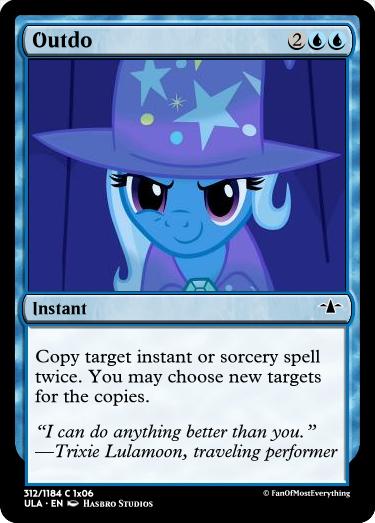 Outdo 2
Instant
Copy target instant or sorcery spell
twice. You may choose new targets
for the copies.
“I can do anything better than you.”
—Trixie Lulamoon, traveling performer
312/1184 C 1x06
ULA • EN Hasbro Studios
© FanOfMostEverything